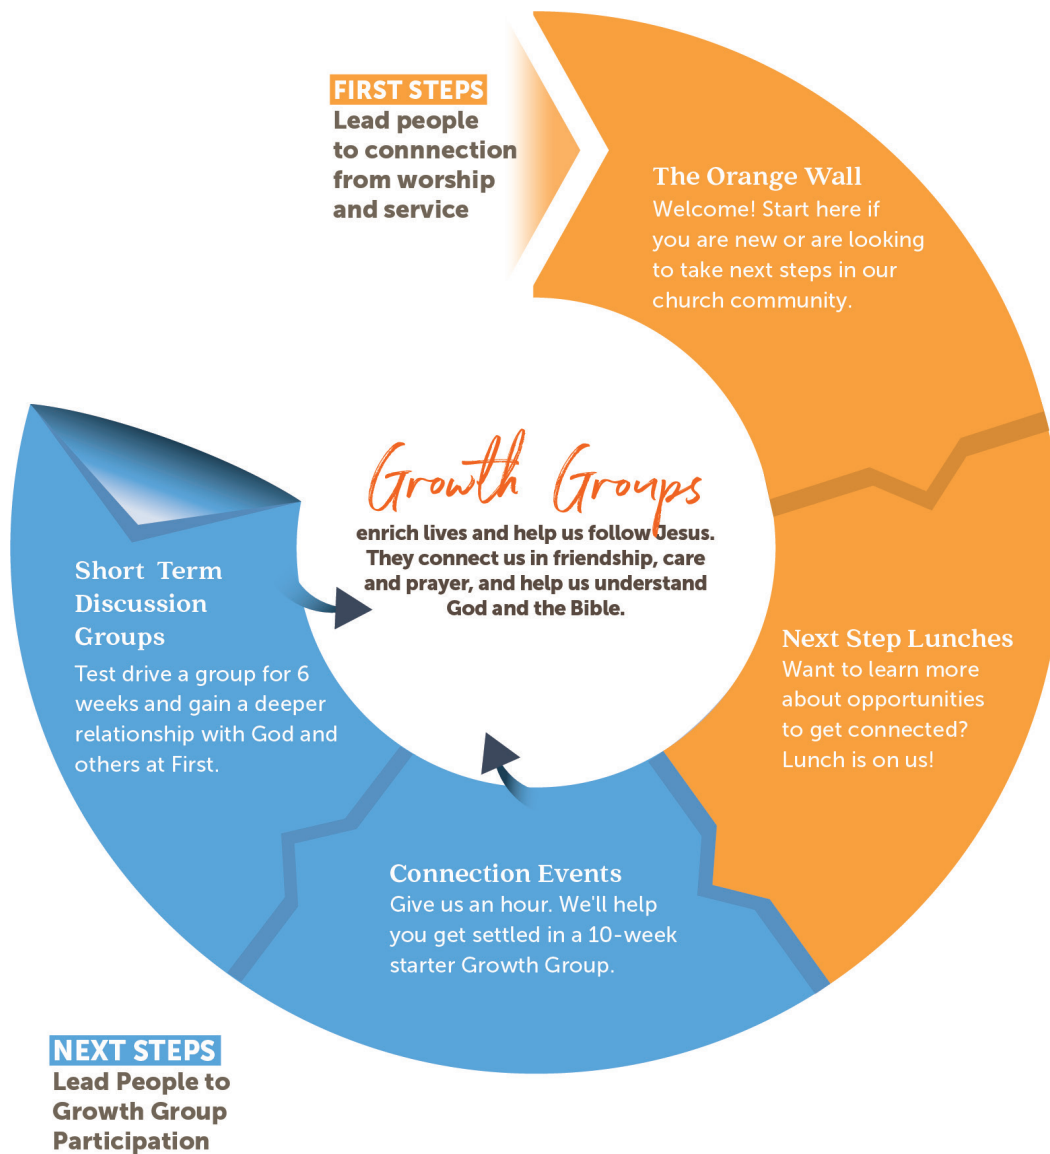 FIRST STEPS
Lead people
to connnection
from worship
and service
The Orange Wall
Welcome! Start here if
you are new or are looking
to take next steps in our
church community.
Next Step Lunches
Want to learn more
about opportunities
to get connected?
Lunch is on us!
Connection Events
Give us an hour. We'll help
you get settled in a 10-week
starter Growth Group.
Short Term
Discussion
Groups
Test drive a group for 6
weeks and gain a deeper
relationship with God and
others at First.
Growth Groups
enrich lives and help us follow Jesus.
They connect us in friendship, care
and prayer, and help us understand
God and the Bible.
NEXT STEPS
Lead People to
Growth Group
Participation